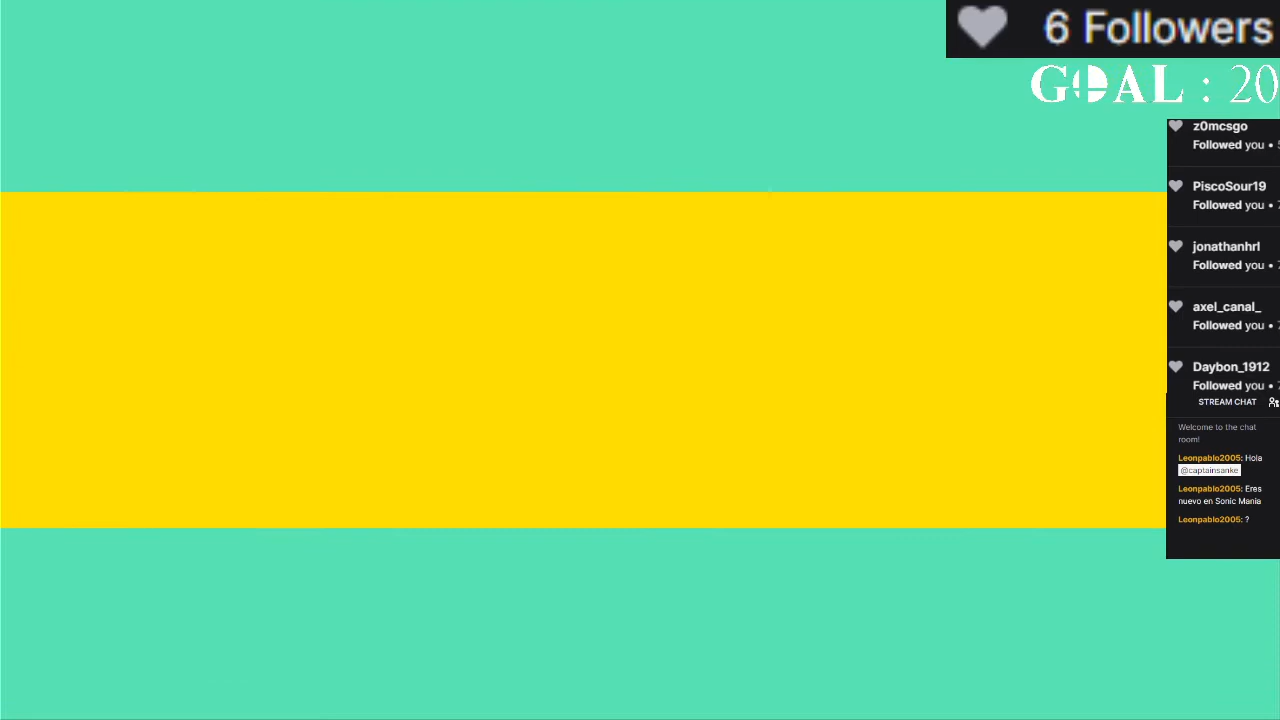 6 Followers
GOAL : 20
z0mcsgo
Followed you •
PiscoSour19
Followed you •
jonathanhrl
Followed you •
axel_canal_
Followed you •
Daybon_1912
Followed you •
STREAM CHAT
Welcome to the chat
room!
Leonpablo2005: Hola
@captainsanke
Leonpablo2005: Eres
nuevo en Sonic Mania
Leonpablo2005: ?